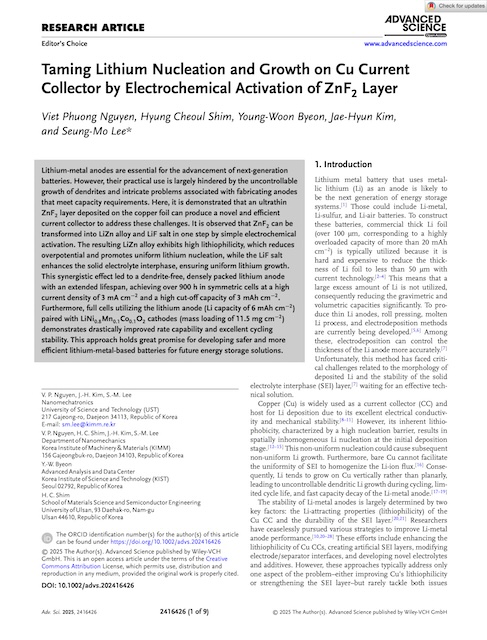 Check for updates
RESEARCH ARTICLE
ADVANCED
SCIENCE
Open Access
Editor's Choice
www.advancedscience.com
Taming Lithium Nucleation and Growth on Cu Current
Collector by Electrochemical Activation of ZnF2 Layer
Viet Phuong Nguyen, Hyung Cheoul Shim, Young-Woon Byeon, Jae-Hyun Kim,
and Seung-Mo Lee*
Lithium-metal anodes are essential for the advancement of next-generation
batteries. However, their practical use is largely hindered by the uncontrollable
growth of dendrites and intricate problems associated with fabricating anodes
that meet capacity requirements. Here, it is demonstrated that an ultrathin
ZnF2 layer deposited on the copper foil can produce a novel and efficient
current collector to address these challenges. It is observed that ZnF2 can be
transformed into LiZn alloy and LiF salt in one step by simple electrochemical
activation. The resulting LiZn alloy exhibits high lithiophility, which reduces
overpotential and promotes uniform lithium nucleation, while the LiF salt
enhances the solid electrolyte interphase, ensuring uniform lithium growth.
This synergistic effect led to a dendrite-free, densely packed lithium anode
with an extended lifespan, achieving over 900 h in symmetric cells at a high
current density of 3 mA cm−2 and a high cut-off capacity of 3 mAh cm−2.
Furthermore, full cells utilizing the lithium anode (Li capacity of 6 mAh cm−2)
paired with LiNi0.8Mn0.1Co0.1O2 cathodes (mass loading of 11.5 mg cm−2)
demonstrates drastically improved rate capability and excellent cycling
stability. This approach holds great promise for developing safer and more
efficient lithium-metal-based batteries for future energy storage solutions.
V. P. Nguyen, J.-H. Kim, S.-M. Lee
Nanomechatronics
University of Science and Technology (UST)
217 Gajeong-ro, Daejeon 34113, Republic of Korea
E-mail: sm.lee@kimm.re.kr
V. P. Nguyen, H. C. Shim, J.-H. Kim, S.-M. Lee
Department of Nanomechanics
Korea Institute of Machinery & Materials (KIMM)
156 Gajeongbuk-ro, Daejeon 34103, Republic of Korea
Y.-W. Byeon
Advanced Analysis and Data Center
Korea Institute of Science and Technology (KIST)
Seoul 02792, Republic of Korea
H. C. Shim
School of Materials Science and Semiconductor Engineering
University of Ulsan, 93 Daehak-ro, Nam-gu
Ulsan 44610, Republic of Korea
The ORCID identification number(s) for the author(s) of this article
can be found under https://doi.org/10.1002/advs.202416426
© 2025 The Author(s). Advanced Science published by Wiley-VCH
GmbH. This is an open access article under the terms of the Creative
Commons Attribution License, which permits use, distribution and
reproduction in any medium, provided the original work is properly cited.
DOI: 10.1002/advs.202416426
1. Introduction
Lithium metal battery that uses metal-
lic lithium (Li) as an anode is likely to
be the next generation of energy storage
systems.[1] Those could include Li-metal,
Li-sulfur, and Li-air batteries. To construct
these batteries, commercial thick Li foil
(over 100 μm, corresponding to a highly
overloaded capacity of more than 20 mAh
cm−2) is typically utilized because it is
hard and expensive to reduce the thick-
ness of Li foil to less than 50 μm with
current technology.[2–4] This means that a
large excess amount of Li is not utilized,
consequently reducing the gravimetric and
volumetric capacities significantly. To pro-
duce thin Li anodes, roll pressing, molten
Li process, and electrodeposition methods
are currently being developed.[5,6] Among
these, electrodeposition can control the
thickness of the Li anode more accurately.[7]
Unfortunately, this method has faced criti-
cal challenges related to the morphology of
deposited Li and the stability of the solid
electrolyte interphase (SEI) layer,[7] waiting for an effective tech-
nical solution.
Copper (Cu) is widely used as a current collector (CC) and
host for Li deposition due to its excellent electrical conductiv-
ity and mechanical stability.[8–11] However, its inherent lithio-
phobicity, characterized by a high nucleation barrier, results in
spatially inhomogeneous Li nucleation at the initial deposition
stage.[12–15] This non-uniform nucleation could cause subsequent
non-uniform Li growth. Furthermore, bare Cu cannot facilitate
the uniformity of SEI to homogenize the Li-ion flux.[16] Conse-
quently, Li tends to grow on Cu vertically rather than planarly,
leading to uncontrollable dendritic Li growth during cycling, lim-
ited cycle life, and fast capacity decay of the Li-metal anode.[17–19]
The stability of Li-metal anodes is largely determined by two
key factors: the Li-attracting properties (lithiophilicity) of the
Cu CC and the durability of the SEI layer.[20,21] Researchers
have ceaselessly pursued various strategies to improve Li-metal
anode performance.[10,20–28] These efforts include enhancing the
lithiophilicity of Cu CCs, creating artificial SEI layers, modifying
electrode/separator interfaces, and developing novel electrolytes
and additives. However, these approaches typically address only
one aspect of the problem–either improving Cu's lithiophilicity
or strengthening the SEI layer–but rarely tackle both issues
Adv. Sci. 2025, 2416426
2416426 (1 of 9)
© 2025 The Author(s). Advanced Science published by Wiley-VCH GmbH